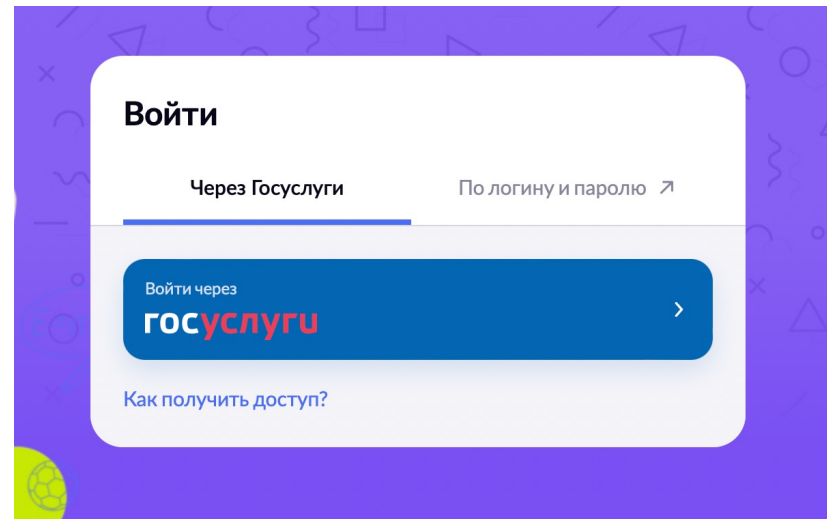 Войти
Через Госуслуги
По логину и паролю
Войти через
госуслуги
Как получить доступ?